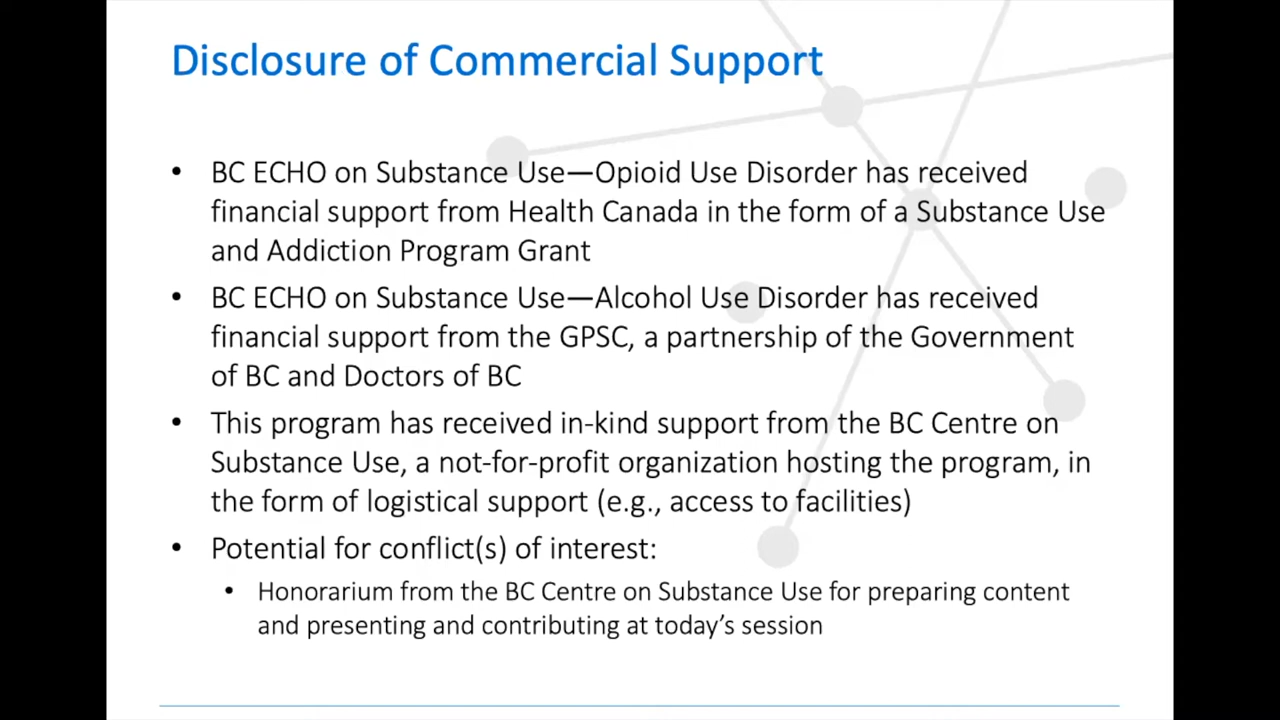 Disclosure of Commercial Support
• BC ECHO on Substance Use—Opioid Use Disorder has received
financial support from Health Canada in the form of a Substance Use
and Addiction Program Grant
• BC ECHO on Substance Use—Alcohol Use Disorder has received
financial support from the GPSC, a partnership of the Government
of BC and Doctors of BC
• This program has received in-kind support from the BC Centre on
Substance Use, a not-for-profit organization hosting the program, in
the form of logistical support (e.g., access to facilities)
• Potential for conflict(s) of interest:
• Honorarium from the BC Centre on Substance Use for preparing content
and presenting and contributing at today’s session